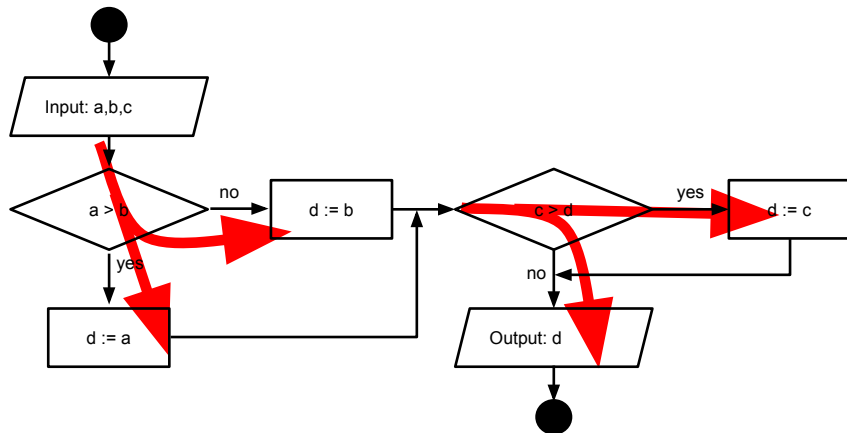 Input: a,b,c
a > b
no
d := b
c > d
yes
d := c
yes
no
d := a
Output: d